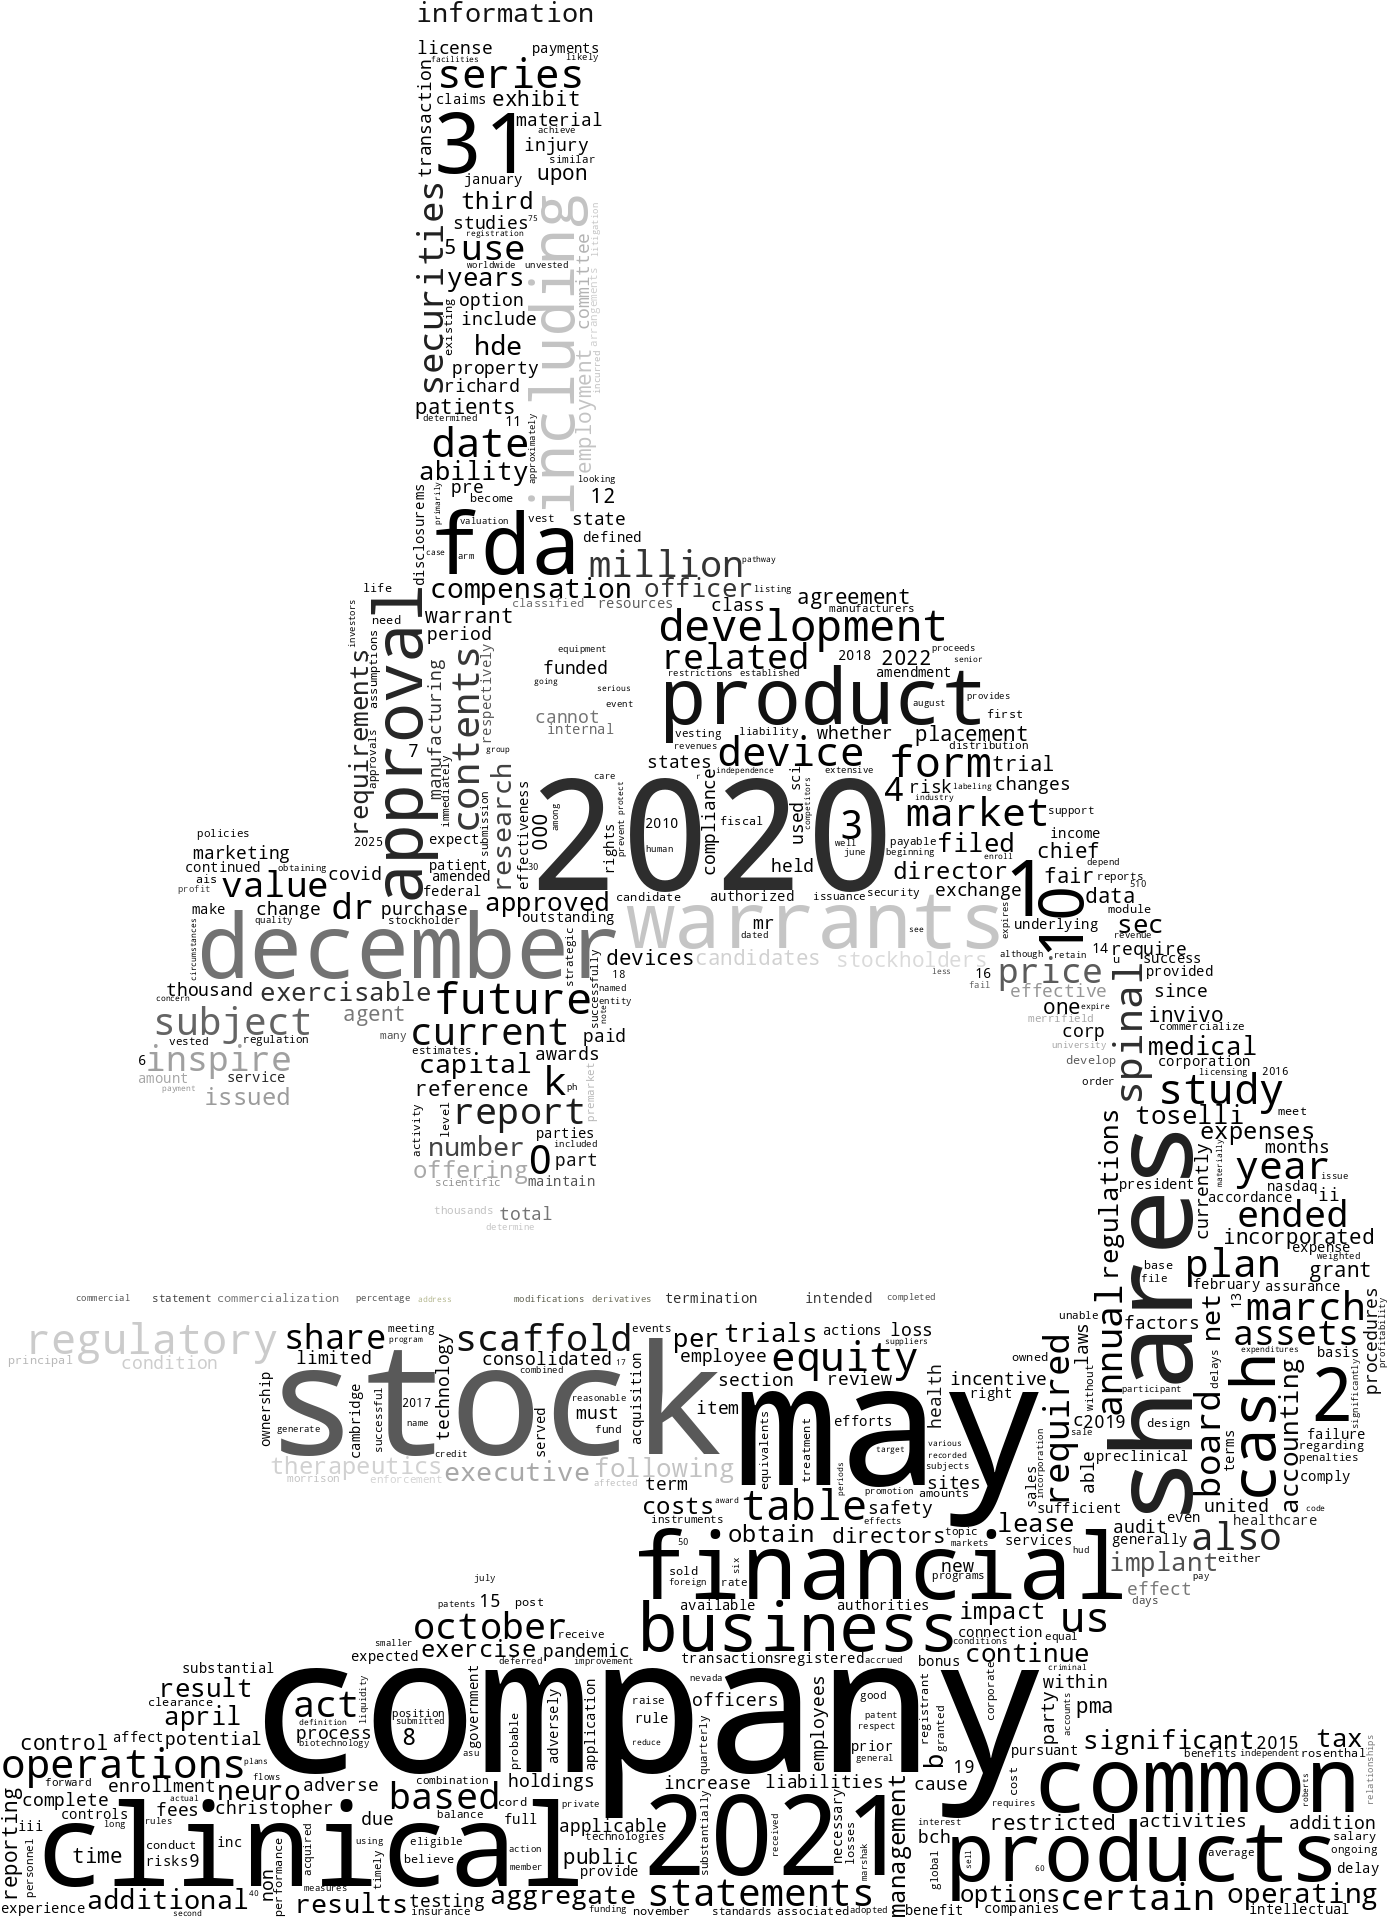 information
license payments
facilities likely
series
claims exhibit
transaction
31
material
achieve
injury
similar
january upon
securities
third
including
studies 75
registration
5 use
litigation
committee
worldwide unvested
years
option
arrangements
existing include
hde
property
incurred
richard
employment
patients
determined 11
approximately
date
ability
looking
pre 12
become
disclosurems
primarily
fda
valuation vest state
defined
case arm
million pathway
life compensation officer listing
classified resources class agreement
manufacturers
investors need warrant
approval
period development
assumptions
equipment related 2018 2022 proceeds
senior
requirements
contents
respectively
manufacturing
funded
going serious
restrictions established amendment
product
event august provides
first
cannot
internal
vesting liability whether placement
revenues distribution
7 group device form
approvals
immediately
states
trial
research
care r independence extensive
2020
4 risk labeling changes
industry
submission
effectiveness
000
among
rights
prevent protect
2010
human
compliance
fiscal
used sci
competitors
3
well
june
market support
policies
marketing
continued obtaining
2025 expect
patient
amended
30
payable filed
beginning enroll
income
chief
depend
ais value covid
profit federal
held director
exchange
1 fair reports
data 510
make change dr purchase approved
candidate authorized issuance security
10
module
quality stockholder outstanding
warrants
mr
dated see
expires
underlying sec
revenue
december
circumstances
strategic
successfully
devices candidates stockholders
although retain 14 require
u success
less 16 price provided
fail
thousand exercisable future
18
named
entity
note
effective
spinal
since
concern
subject agent
many current paid
one expire
merrifield invivo
corp commercialize
vested regulation
6 inspire
estimates awards
university medical
capital
develop corporation
amount service
payment
reference k ph
premarket
order licensing 2016
study
issued report
activity
level
parties
number included
0 part
toselli meet
expenses
regulations
months
offering
scientific maintain
shares
currently
materially
year issue
president nasdaq
accordance ii
thousands total
determine
ended
incorporated
expense
weighted
base plan grant
file february assurance
commercial statement commercialization percentage address modifications derivatives termination intended completed
annual
13 march
unable
factors
net
procedures
profitability
regulatory share meeting
program
scaffold events per trials actions loss
suppliers
required
laws
assets
expenditures
principal condition limited
stock
technology
consolidated 17
combined
employee equity owned
delays
basis
ownership
generate
cambridge
successful
2017
name
credit
served
reasonable
must
fund
acquisition
section review incentive
right
item
may
health
without
participant
cash
accounting
2
significantly
c2019 design
sale
efforts
equivalents
treatment
target
various
recorded
subjects
board
terms
failure
regarding
penalties
preclinical
therapeutics
morrison enforcement executive following
affected
term
periods
sites
sales
incorporation
able
comply
costs award table promotion amounts
safety sufficient united code
instruments effects lease audit even healthcare
50 obtain directors topic
markets services generally also
financial
six
hud implant either
sold new
foreign rate programs
pay
effect
days
july
patents 15 post
available authorities
impact us
october receive
business
connection equal
conditions
smaller exercise pandemic
expected deferred improvement
transactions registered accrued bonus continue
substantial
criminal
result
company
nevada
within
clearance
act
definition
liquidity
position
submitted
government
raise officers
rule
reduce
good
patent
respect
employees
registrant
granted
corporate
party
accounts
pma
april
control affect potential process
biotechnology
8
asu
probable
adversely
application
quarterly
prior
general
b
19 pursuant
significant 2015 tax
benefits independent rosenthal
relationships
operations plans
forward enrollment flows neuro adverse
based combination holdings increase liabilities cause
cost
requires
common
roberts
complete actual
controls fees christopher
long rules
balance cord private
full
due
reporting
iii
clinical
conduct inc
time risks 9
personnel
performance
acquired
using
timely
eligible
believe
action
member
applicable
technologies
public
provide
substantially
2021
received
necessary
losses
marshak
management
interest restricted activities addition
bch
products
salary
ongoing
average
global
sell
60
delay
experience additional 40
second
non
measures
results testing
insurance
aggregate funding
november
statements
standards associated adopted
benefit
options
companies
certain operating
intellectual